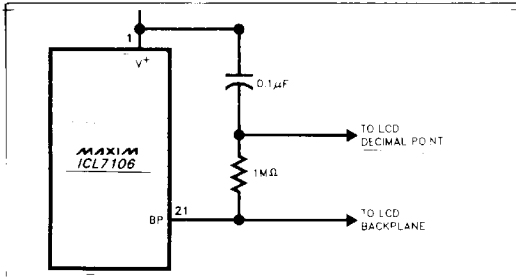 1
V+
0.1μF
MAXIM
ICL7106
TO LCD
DECIMAL POINT
1MΩ
BP
21
TO LCD
BACKPLANE